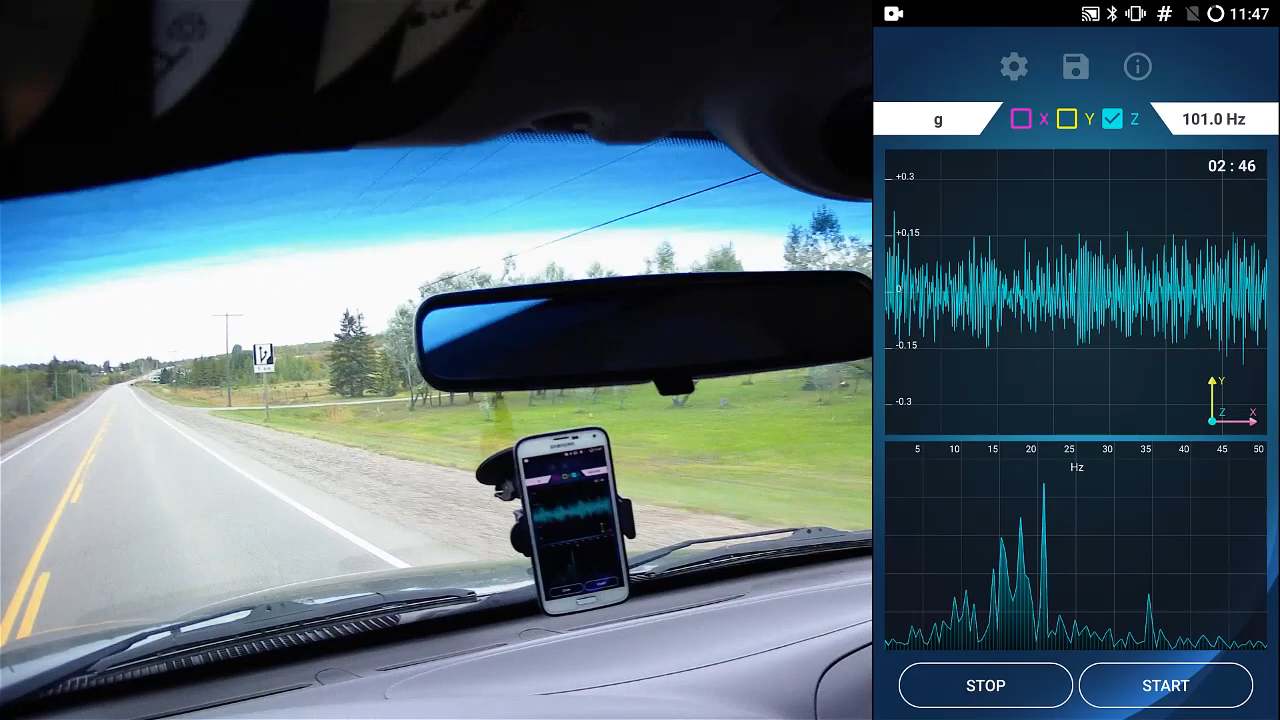 # 11:47
g X Y Z 101.0 Hz
02 : 46
+0.3
+0.15
0
-0.15
-0.3
Y
Z X
5 10 15 20 25 30 35 40 45 50
Hz
STOP START
SAMSUNG